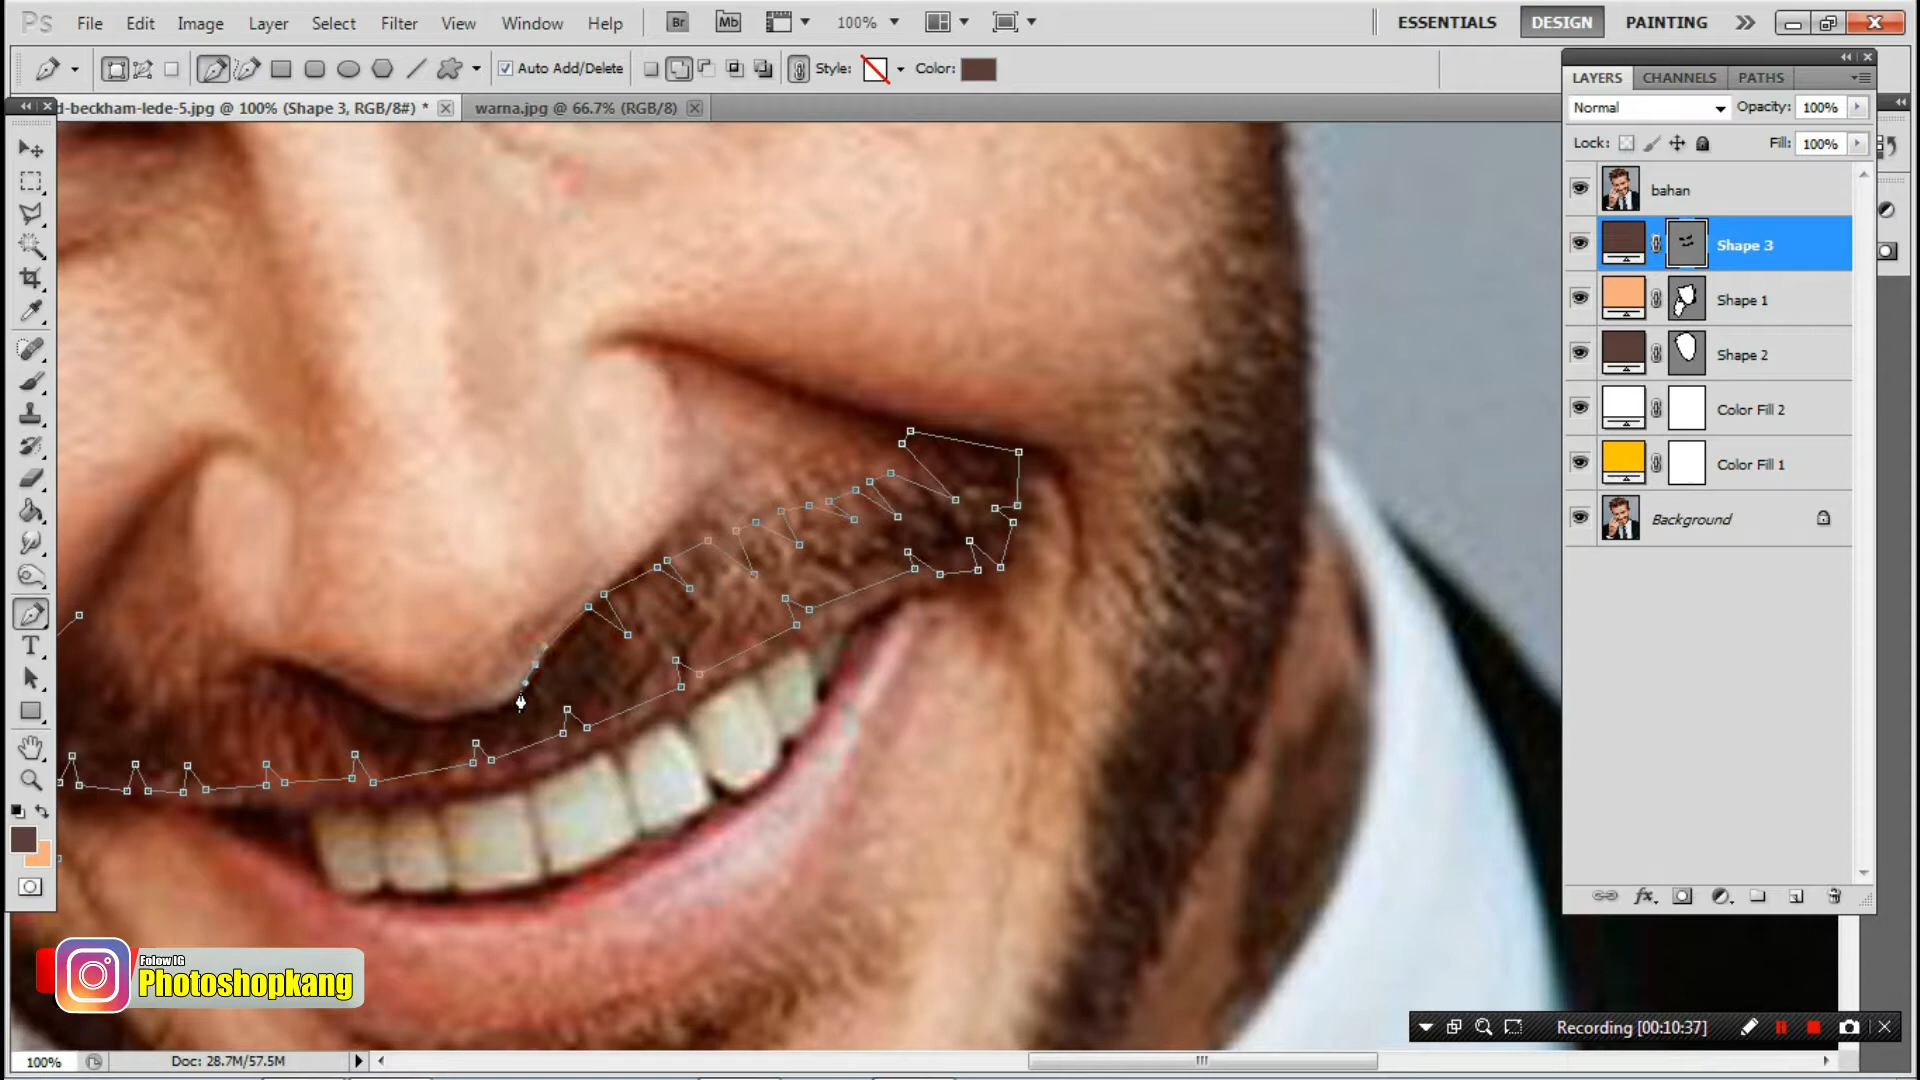 Ps File Edit Image Layer Select Filter View Window Help Br Mb 100% ESSENTIALS DESIGN PAINTING
Auto Add/Delete Style: Color:
d-beckham-lede-5.jpg @ 100% (Shape 3, RGB/8#) * warna.jpg @ 66.7% (RGB/8)
LAYERS CHANNELS PATHS
Normal Opacity: 100%
Lock: Fill: 100%
bahan
Shape 3
Shape 1
Shape 2
Color Fill 2
Color Fill 1
Background
T
fx
Folow IG
Photoshopkang
Recording [00:10:37]
100% Doc: 28.7M/57.5M